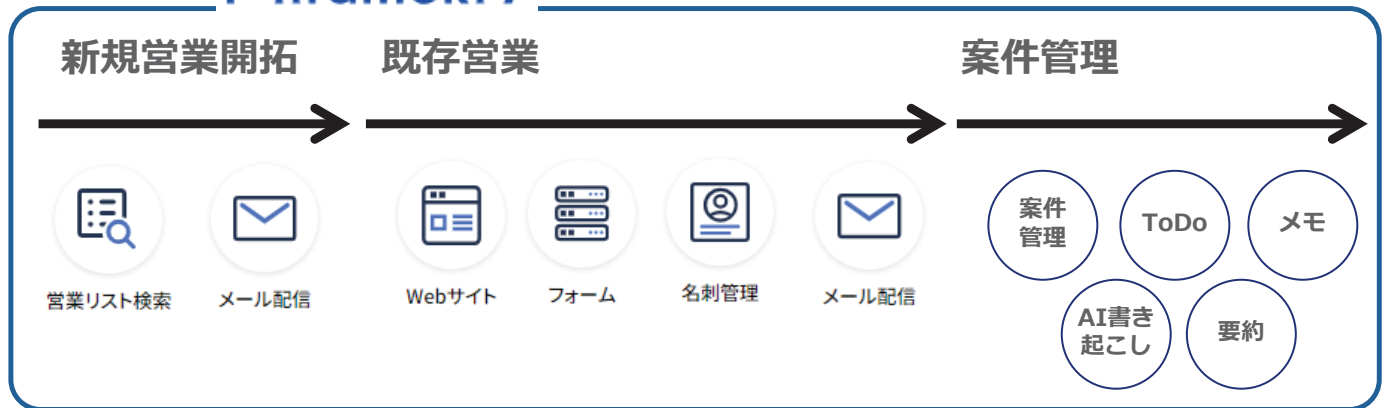 新規営業開拓
既存営業
案件管理
営業リスト検索
メール配信
Webサイト
フォーム
名刺管理
メール配信
案件
管理
ToDo
メモ
AI書き
起こし
要約